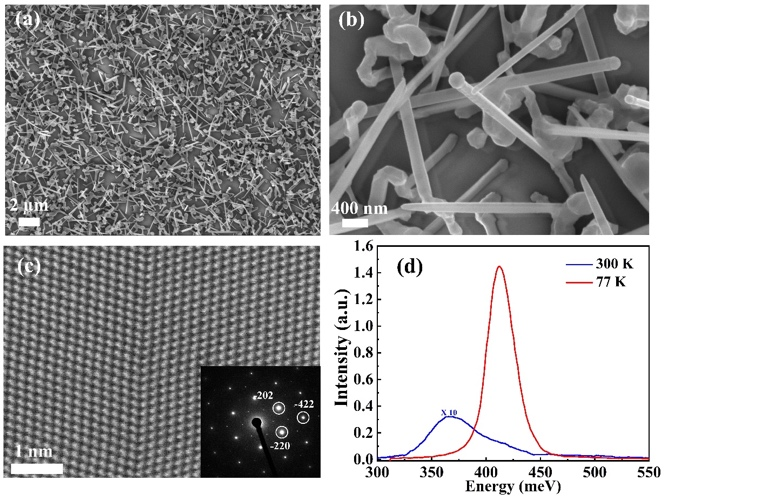 (a)
2 μm
(b)
400 nm
(c)
1 nm
-202
-422
-220
(d)
300 K
77 K
X 10
Intensity (a.u.)
1.6
1.4
1.2
1.0
0.8
0.6
0.4
0.2
0.0
300 350 400 450 500 550
Energy (meV)